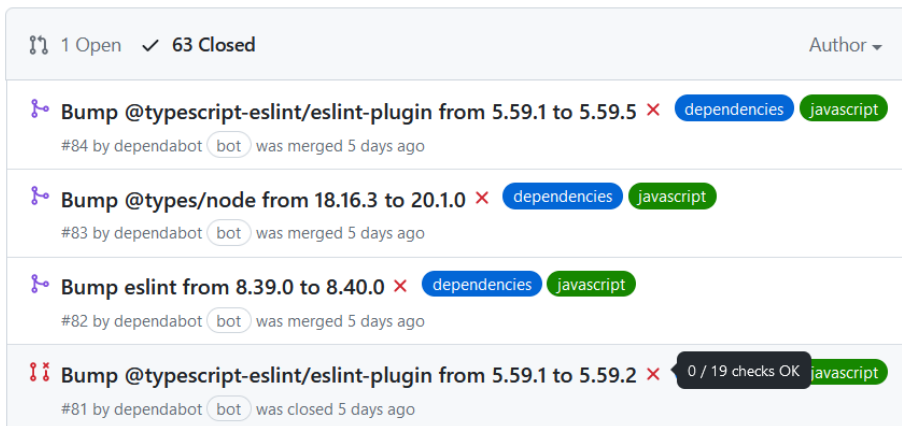 1 Open 63 Closed Author
Bump @typescript-eslint/eslint-plugin from 5.59.1 to 5.59.5 dependencies javascript
#84 by dependabot bot was merged 5 days ago
Bump @types/node from 18.16.3 to 20.1.0 dependencies javascript
#83 by dependabot bot was merged 5 days ago
Bump eslint from 8.39.0 to 8.40.0 dependencies javascript
#82 by dependabot bot was merged 5 days ago
Bump @typescript-eslint/eslint-plugin from 5.59.1 to 5.59.2 0 / 19 checks OK javascript
#81 by dependabot bot was closed 5 days ago